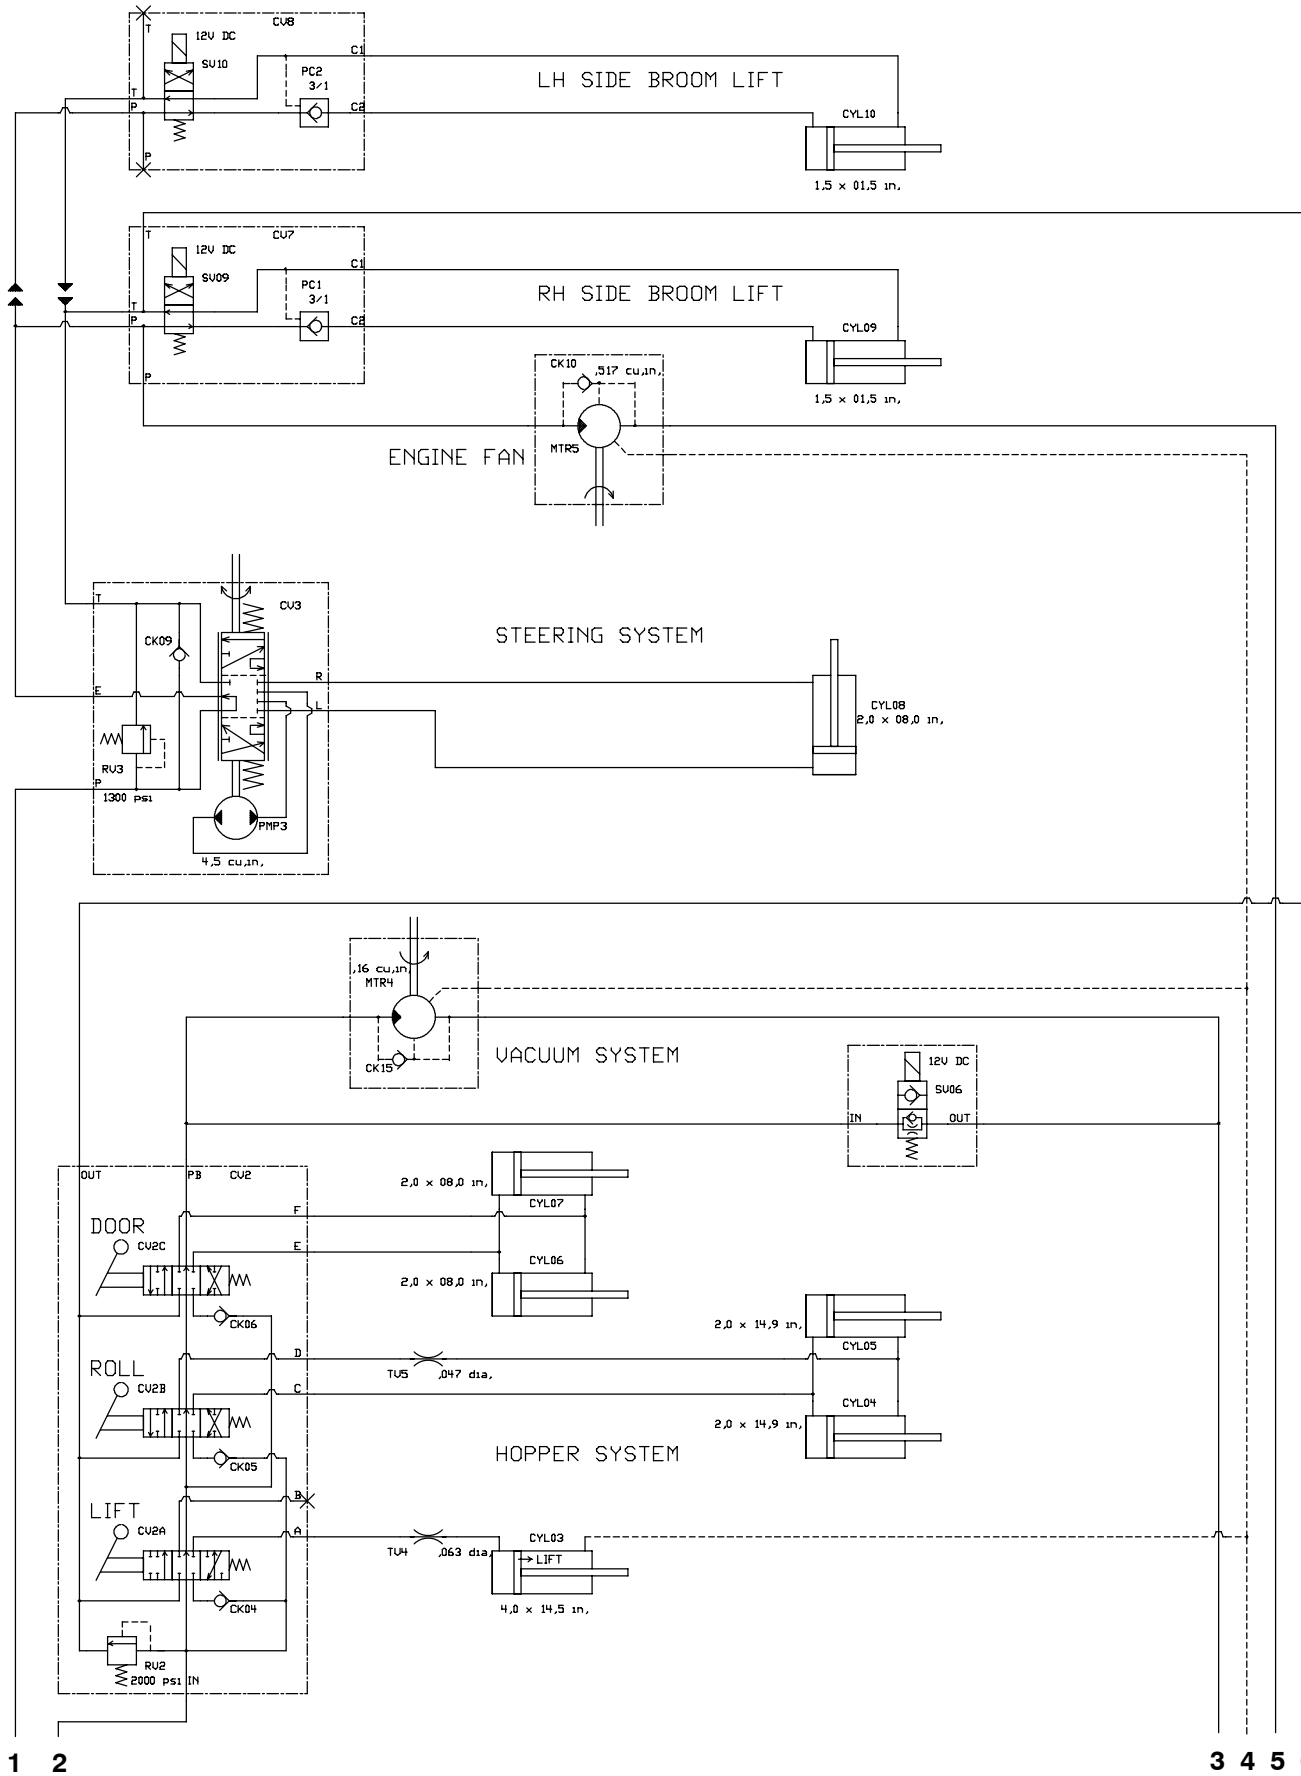 T
CV8
12V DC
SV10
C1
PC2
3/1
LH SIDE BROOM LIFT
T
P
C2
CYL10
P
1,5 x 01,5 in,
T
CV7
12V DC
SV09
C1
PC1
3/1
RH SIDE BROOM LIFT
T
P
C2
CYL09
CK10
,517 cu,in,
P
1,5 x 01,5 in,
MTR5
ENGINE FAN
T
CV3
STEERING SYSTEM
CK09
R
E
L
CYL08
2,0 x 08,0 in,
RV3
P
1300 psi
PMP3
4,5 cu,in,
,16 cu,in,
MTR4
VACUUM SYSTEM
CK15
12V DC
SV06
IN
OUT
OUT
PB
CV2
2,0 x 08,0 in,
CYL07
F
DOOR
CV2C
E
CYL06
2,0 x 08,0 in,
CK06
2,0 x 14,9 in,
CYL05
D
ROLL
TV5
,047 dia,
CV2B
C
CYL04
2,0 x 14,9 in,
HOPPER SYSTEM
CK05
B
LIFT
CV2A
A
CYL03
TV4
,063 dia,
LIFT
CK04
4,0 x 14,5 in,
RV2
2000 psi
IN
1 2 3 4 5